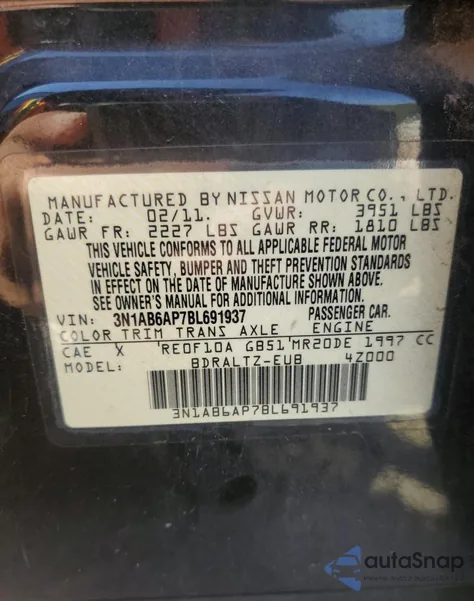 MANUFACTURED BY NISSAN MOTOR CO., LTD.
DATE: 02/11. GVWR: 3951 LBS
GAWR FR: 2227 LBS GAWR RR: 1810 LBS
THIS VEHICLE CONFORMS TO ALL APPLICABLE FEDERAL MOTOR
VEHICLE SAFETY, BUMPER AND THEFT PREVENTION STANDARDS
IN EFFECT ON THE DATE OF MANUFACTURE SHOWN ABOVE.
SEE OWNER'S MANUAL FOR ADDITIONAL INFORMATION.
VIN: 3N1AB6AP7BL691937 PASSENGER CAR.
COLOR TRIM TRANS AXLE ENGINE
CAE X RE0F10A GB51 MR20DE 1997 CC
MODEL: BDRALTZ-EUB 4Z000
3N1AB6AP7BL691937
autaSnap